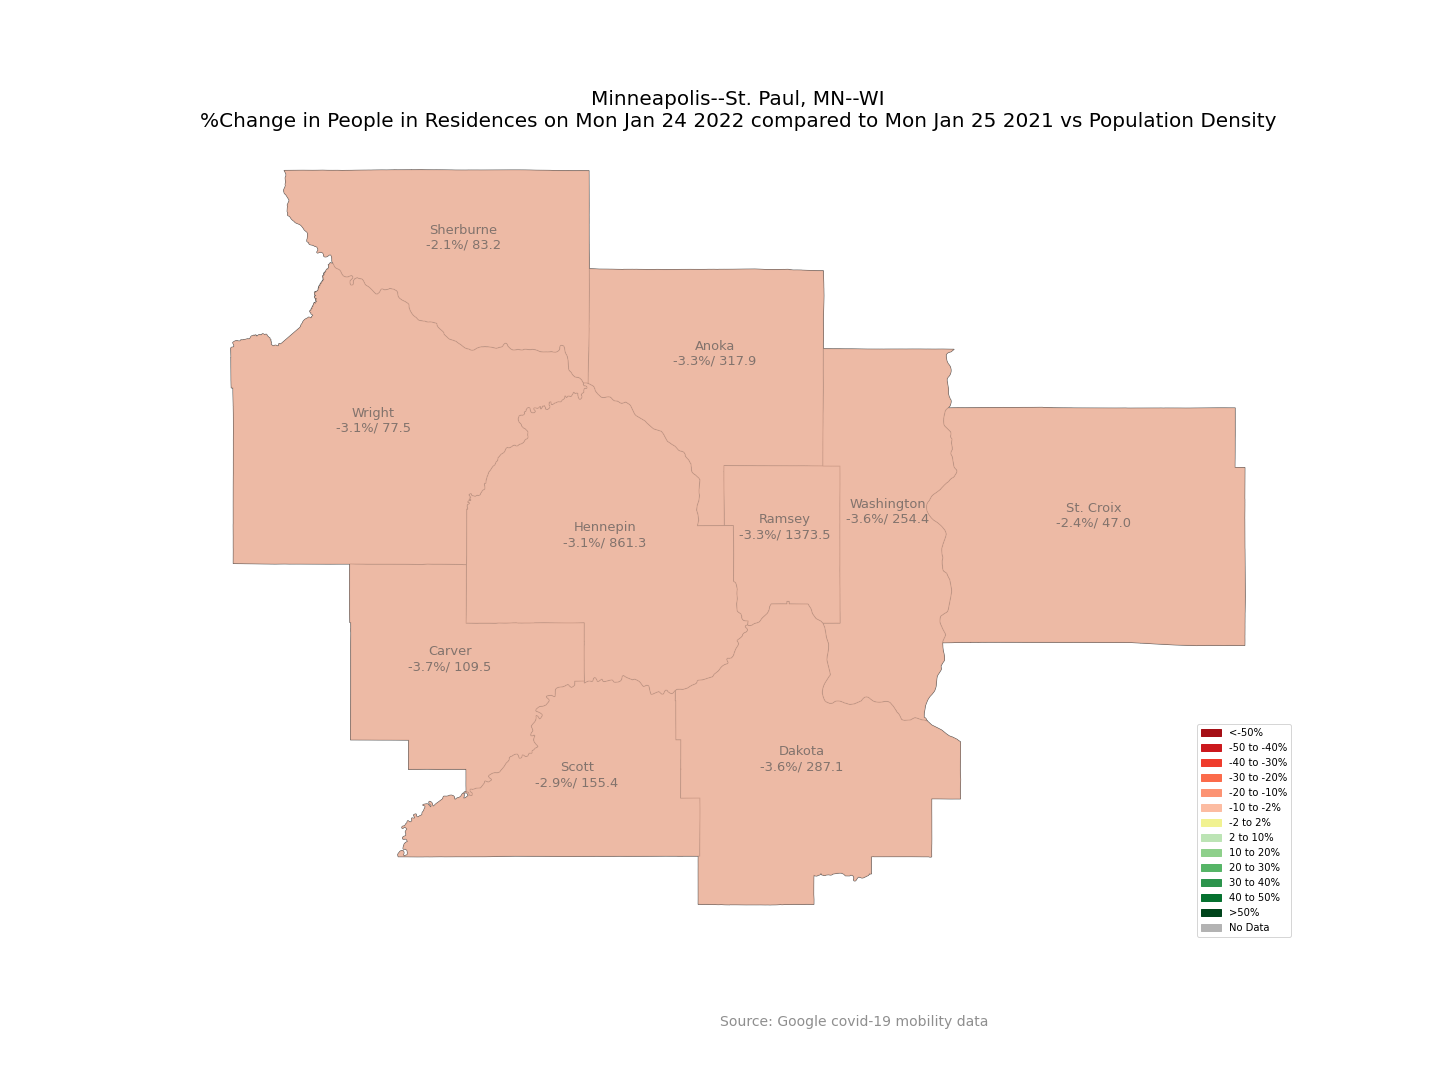 Minneapolis--St. Paul, MN--WI
%Change in People in Residences on Mon Jan 24 2022 compared to Mon Jan 25 2021 vs Population Density
Sherburne
-2.1%/ 83.2
Anoka
-3.3%/ 317.9
Wright
-3.1%/ 77.5
Hennepin
-3.1%/ 861.3
Ramsey
-3.3%/ 1373.5
Washington
-3.6%/ 254.4
St. Croix
-2.4%/ 47.0
Carver
-3.7%/ 109.5
Scott
-2.9%/ 155.4
Dakota
-3.6%/ 287.1
<-50%
-50 to -40%
-40 to -30%
-30 to -20%
-20 to -10%
-10 to -2%
-2 to 2%
2 to 10%
10 to 20%
20 to 30%
30 to 40%
40 to 50%
>50%
No Data
Source: Google covid-19 mobility data